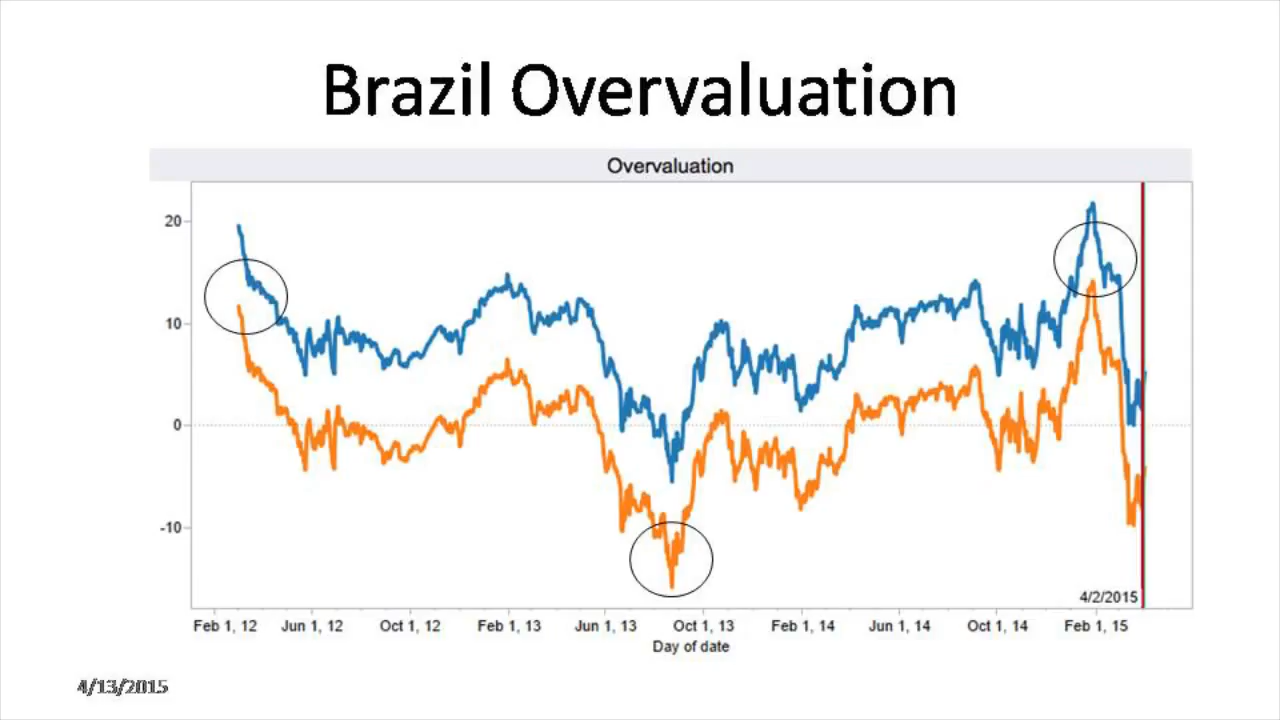 Brazil Overvaluation
Overvaluation
20
10
0
-10
4/2/2015
Feb 1, 12 Jun 1, 12 Oct 1, 12 Feb 1, 13 Jun 1, 13 Oct 1, 13 Feb 1, 14 Jun 1, 14 Oct 1, 14 Feb 1, 15
Day of date
4/13/2015